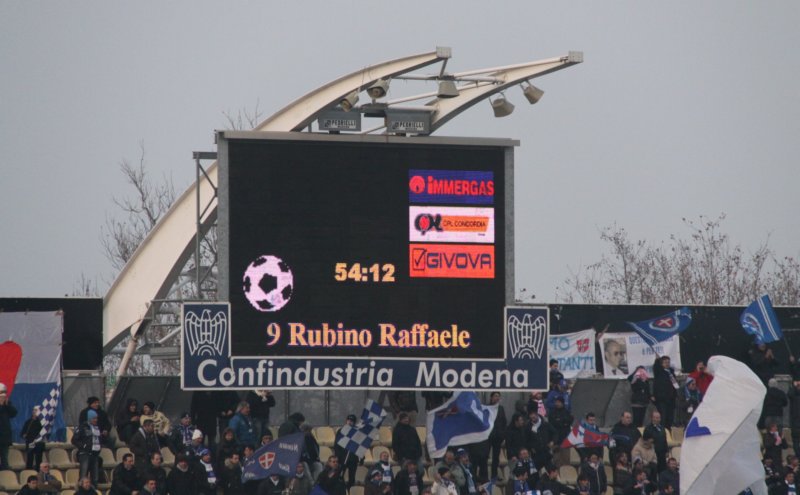 IMMERGAS
CPL CONCORDIA
GIVOVA
54:12
9 Rubino Raffaele
Confindustria Modena